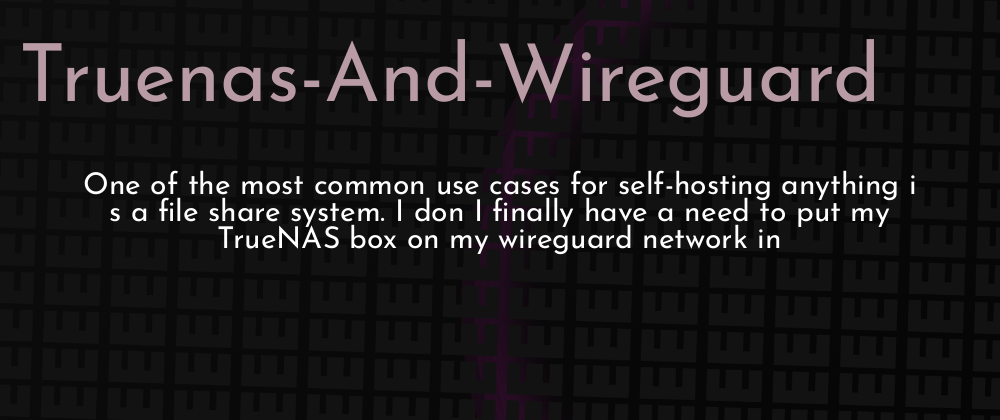 Truenas-And-Wireguard
One of the most common use cases for self-hosting anything i
s a file share system. I don I finally have a need to put my
TrueNAS box on my wireguard network in